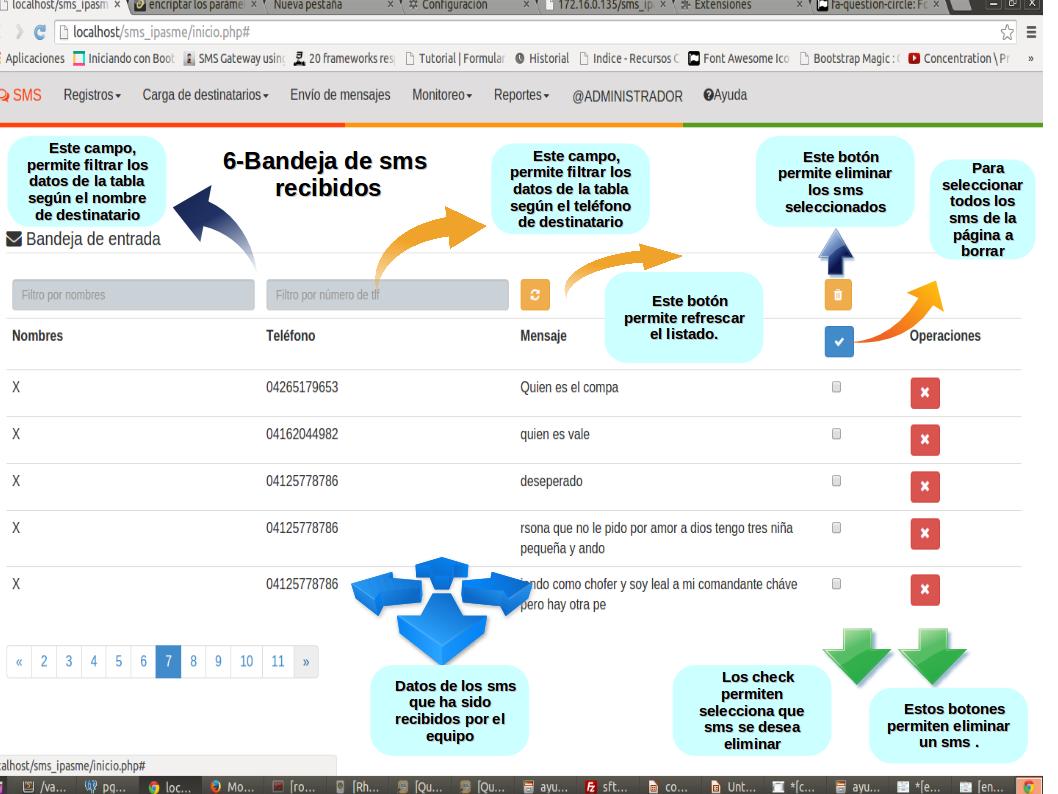 localhost/sms_ipasm
encriptar los paráme
Nueva pestaña
Configuración
172.16.0.135/sms_ip
Extensiones
fa-question-circle: Fo
localhost/sms_ipasme/inicio.php#
Aplicaciones
Iniciando con Boot
SMS Gateway usin
20 frameworks res
Tutorial | Formular
Historial
Indice - Recursos C
Font Awesome Ico
Bootstrap Magic :
Concentration \ P
»
SMS
Registros
Carga de destinatarios
Envío de mensajes
Monitoreo
Reportes
@ADMINISTRADOR
Ayuda
Este campo,
permite filtrar los
datos de la tabla
según el nombre
de destinatario
6-Bandeja de sms
recibidos
Este campo,
permite filtrar los
datos de la tabla
según el teléfono
de destinatario
Este botón
permite eliminar
los sms
seleccionados
Para
seleccionar
todos los
sms de la
página a
borrar
Bandeja de entrada
Filtro por nombres
Filtro por número de tlf
Este botón
permite refrescar
el listado.
Nombres Teléfono Mensaje Operaciones
X 04265179653 Quien es el compa
X 04162044982 quien es vale
X 04125778786 deseperado
X 04125778786 rsona que no le pido por amor a dios tengo tres niña
pequeña y ando
X 04125778786 ando como chofer y soy leal a mi comandante cháve
pero hay otra pe
« 2 3 4 5 6 7 8 9 10 11 »
Datos de los sms
que ha sido
recibidos por el
equipo
Los check
permiten
selecciona que
sms se desea
eliminar
Estos botones
permiten eliminar
un sms .
calhost/sms_ipasme/inicio.php#
/va...
pg...
loc...
Mo...
[ro...
[Rh...
[Qu...
[Qu...
ayu...
sft...
co...
Unt...
*[c...
ayu...
*[e...
[en...